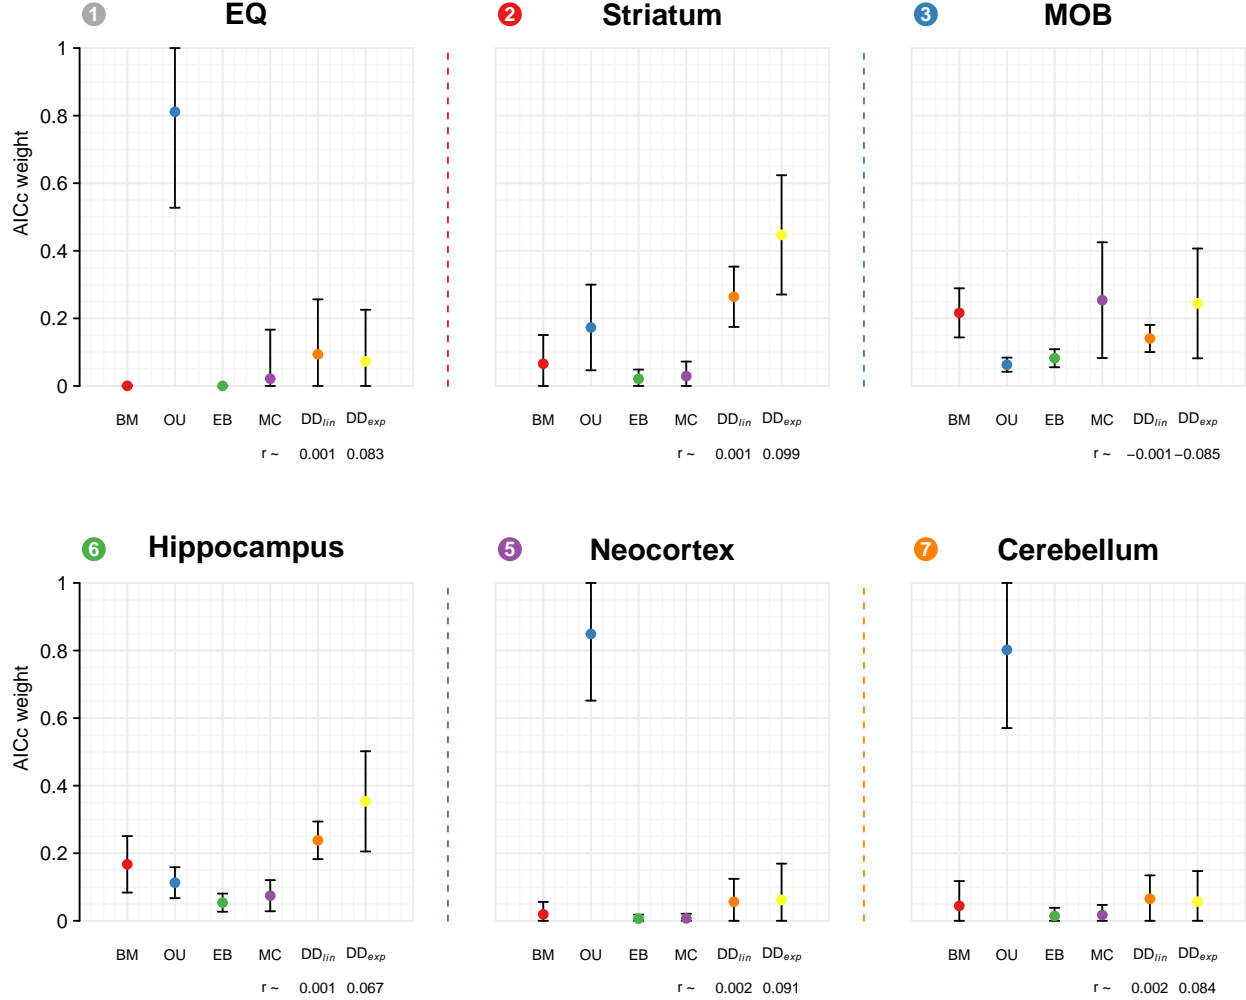 1 EQ
2 Striatum
3 MOB
AICc weight
1
0.8
0.6
0.4
0.2
0
BM OU EB MC DDlin DDexp
r ~ 0.001 0.083
BM OU EB MC DDlin DDexp
r ~ 0.001 0.099
BM OU EB MC DDlin DDexp
r ~ −0.001 −0.085
6 Hippocampus
5 Neocortex
7 Cerebellum
AICc weight
1
0.8
0.6
0.4
0.2
0
BM OU EB MC DDlin DDexp
r ~ 0.001 0.067
BM OU EB MC DDlin DDexp
r ~ 0.002 0.091
BM OU EB MC DDlin DDexp
r ~ 0.002 0.084